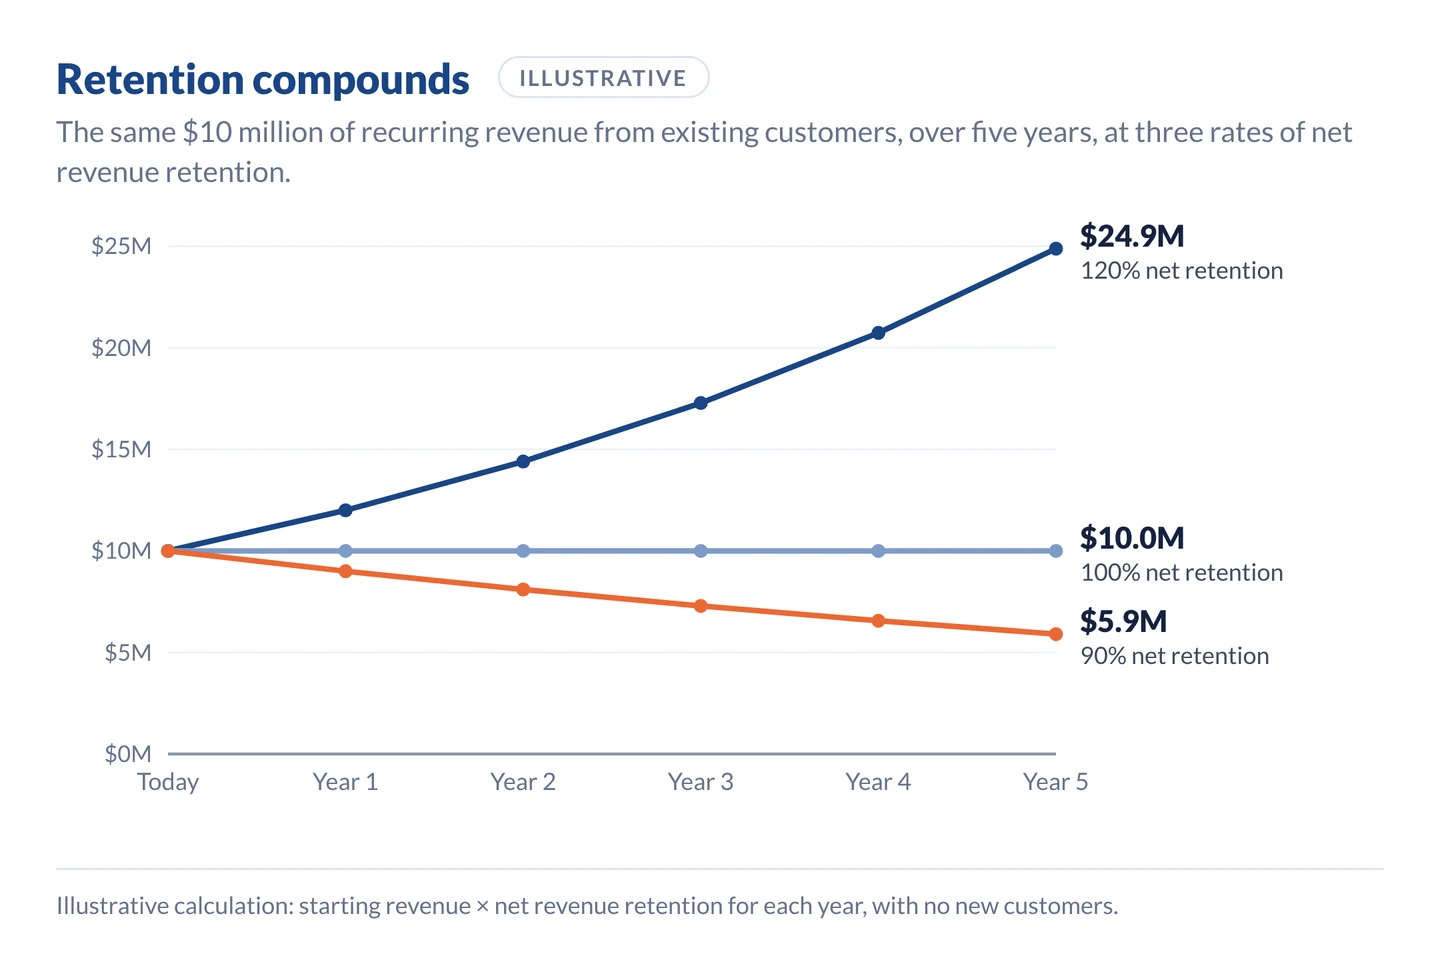 Retention compounds
ILLUSTRATIVE
The same $10 million of recurring revenue from existing customers, over five years, at three rates of net
revenue retention.
$25M
$20M
$15M
$10M
$5M
$0M
$24.9M
120% net retention
$10.0M
100% net retention
$5.9M
90% net retention
Today
Year 1
Year 2
Year 3
Year 4
Year 5
Illustrative calculation: starting revenue × net revenue retention for each year, with no new customers.